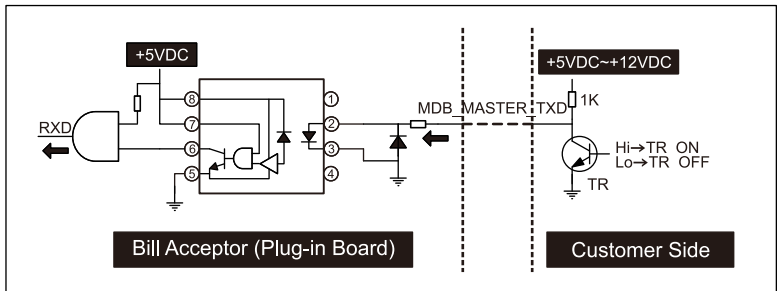 +5VDC
+5VDC~+12VDC
8
1
MDB_MASTER_TXD
1K
RXD
7
2
6
3
Hi→TR ON
Lo→TR OFF
5
4
TR
Bill Acceptor (Plug-in Board)
Customer Side